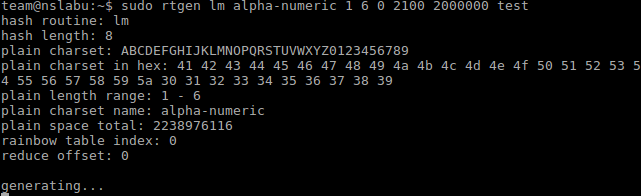 team@nslabu:~$ sudo rtgen lm alpha-numeric 1 6 0 2100 2000000 test
hash routine: lm
hash length: 8
plain charset: ABCDEFGHIJKLMNOPQRSTUVWXYZ0123456789
plain charset in hex: 41 42 43 44 45 46 47 48 49 4a 4b 4c 4d 4e 4f 50 51 52 53 5
4 55 56 57 58 59 5a 30 31 32 33 34 35 36 37 38 39
plain length range: 1 - 6
plain charset name: alpha-numeric
plain space total: 2238976116
rainbow table index: 0
reduce offset: 0
generating...